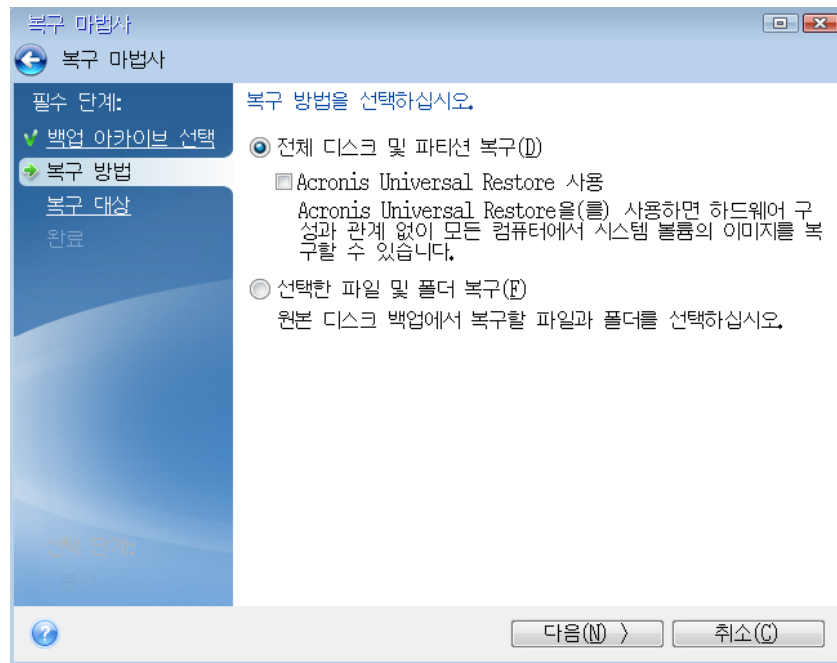 복구 마법사
복구 마법사
필수 단계:
백업 아카이브 선택
복구 방법
복구 대상
완료
선택 단계:
옵션
복구 방법을 선택하십시오.
전체 디스크 및 파티션 복구(D)
Acronis Universal Restore 사용
Acronis Universal Restore을(를) 사용하면 하드웨어 구
성과 관계 없이 모든 컴퓨터에서 시스템 볼륨의 이미지를 복
구할 수 있습니다.
선택한 파일 및 폴더 복구(F)
원본 디스크 백업에서 복구할 파일과 폴더를 선택하십시오.
다음(N) 〉
취소(C)